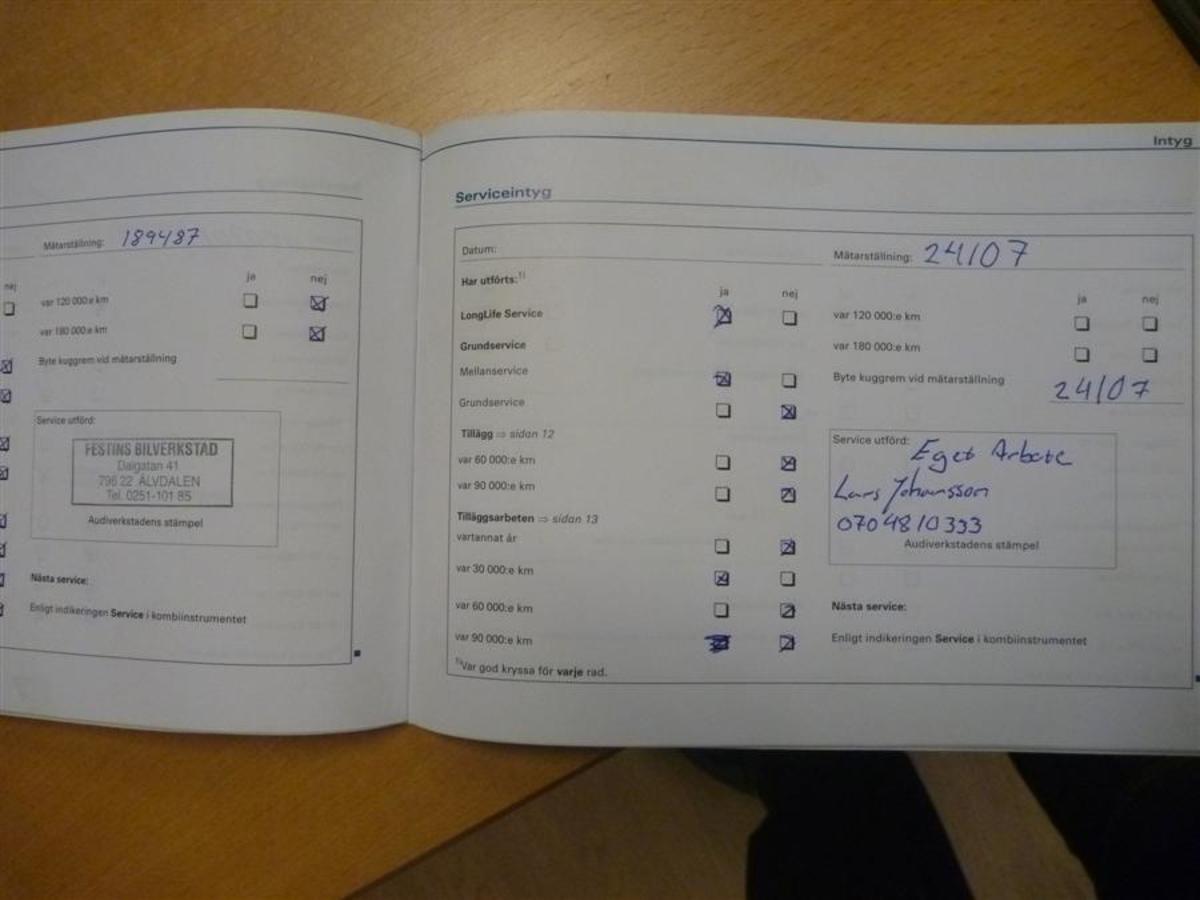 Mätarställning: 189487
nej
ja nej
var 120 000:e km
var 180 000:e km
Byte kuggrem vid mätarställning
Service utförd:
FESTINS BILVERKSTAD
Dalgatan 41
796 22 ÄLVDALEN
Tel. 0251-101 85
Audiverkstadens stämpel
Nästa service:
Enligt indikeringen Service i kombiinstrumentet
Intyg
Serviceintyg
Datum:
Har utförts:1)
ja nej
LongLife Service
Grundservice
Mellanservice
Grundservice
Tillägg ⇒ sidan 12
var 60 000:e km
var 90 000:e km
Tilläggsarbeten ⇒ sidan 13
vartannat år
var 30 000:e km
var 60 000:e km
var 90 000:e km
1)Var god kryssa för varje rad.
Mätarställning: 24107
ja nej
var 120 000:e km
var 180 000:e km
Byte kuggrem vid mätarställning
24107
Service utförd: Eget Arbete
Lars Johansson
0704810333
Audiverkstadens stämpel
Nästa service:
Enligt indikeringen Service i kombiinstrumentet